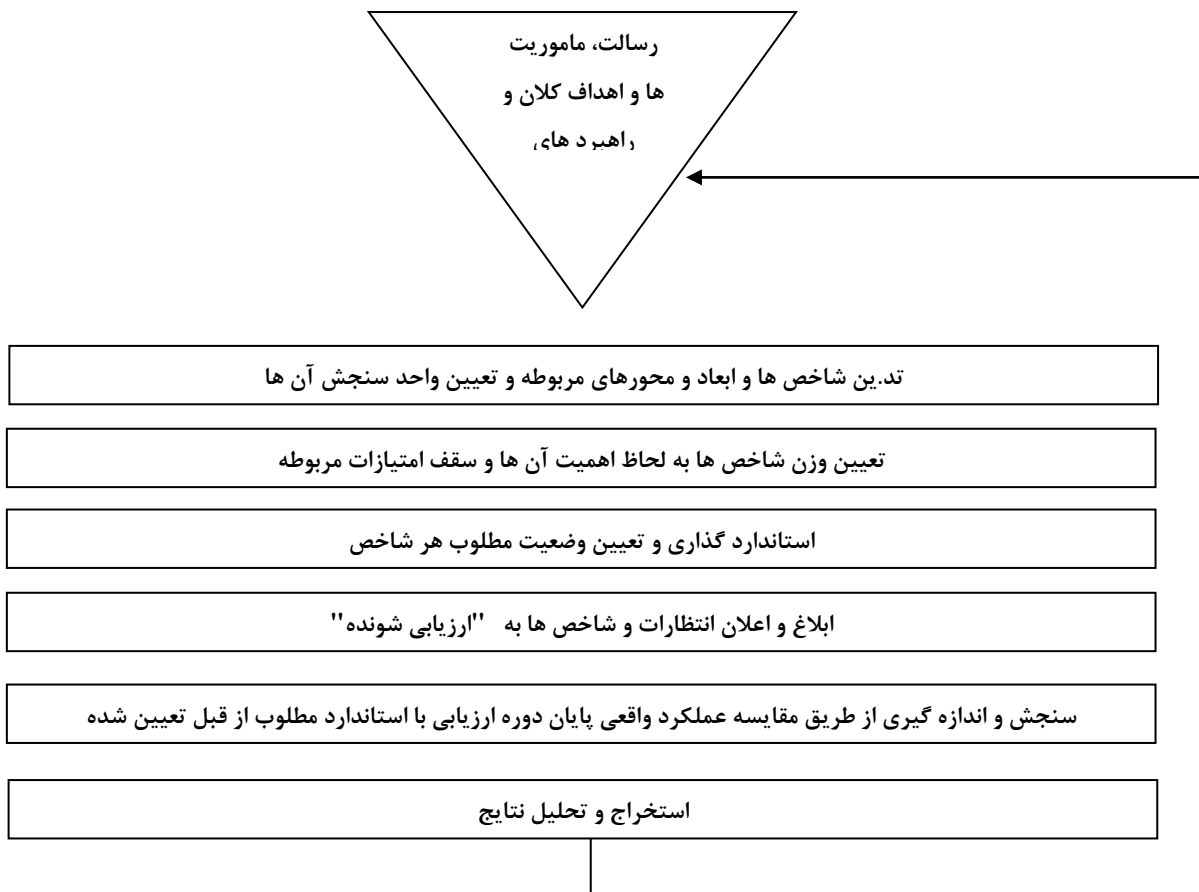 رسالت، ماموریت
ها و اهداف کلان و
راهبرد های
تد.ین شاخص ها و ابعاد و محورهای مربوطه و تعیین واحد سنجش آن ها
تعیین وزن شاخص ها به لحاظ اهمیت آن ها و سقف امتیازات مربوطه
استاندارد گذاری و تعیین وضعیت مطلوب هر شاخص
ابلاغ و اعلان انتظارات و شاخص ها به "ارزیابی شونده"
سنجش و اندازه گیری از طریق مقایسه عملکرد واقعی پایان دوره ارزیابی با استاندارد مطلوب از قبل تعیین شده
استخراج و تحلیل نتایج